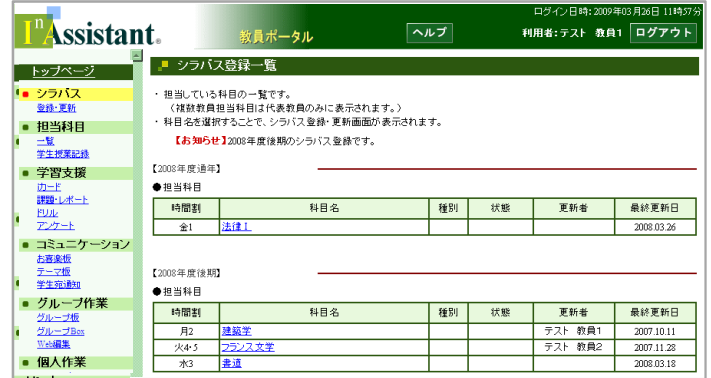 ログイン日時:2009年03月26日 11時57分
In Assistant.
教員ポータル
ヘルプ
利用者:テスト 教員1
ログアウト
トップページ
シラバス
登録・更新
担当科目
一覧
学生授業記録
学習支援
iカード
課題・レポート
ドリル
アンケート
コミュニケーション
お喜楽板
テーマ板
学生宛通知
グループ作業
グループ板
グループBox
Web編集
個人作業
シラバス登録一覧
・担当している科目の一覧です。
(複数教員担当科目は代表教員のみに表示されます。)
・科目名を選択することで、シラバス登録・更新画面が表示されます。
【お知らせ】2008年度後期のシラバス登録です。
【2008年度通年】
●担当科目
時間割 科目名 種別 状態 更新者 最終更新日
金1 法律Ⅰ 2008.03.26
【2008年度後期】
●担当科目
時間割 科目名 種別 状態 更新者 最終更新日
月2 建築学 テスト 教員1 2007.10.11
火4・5 フランス文学 テスト 教員2 2007.11.28
水3 書道 2008.03.18